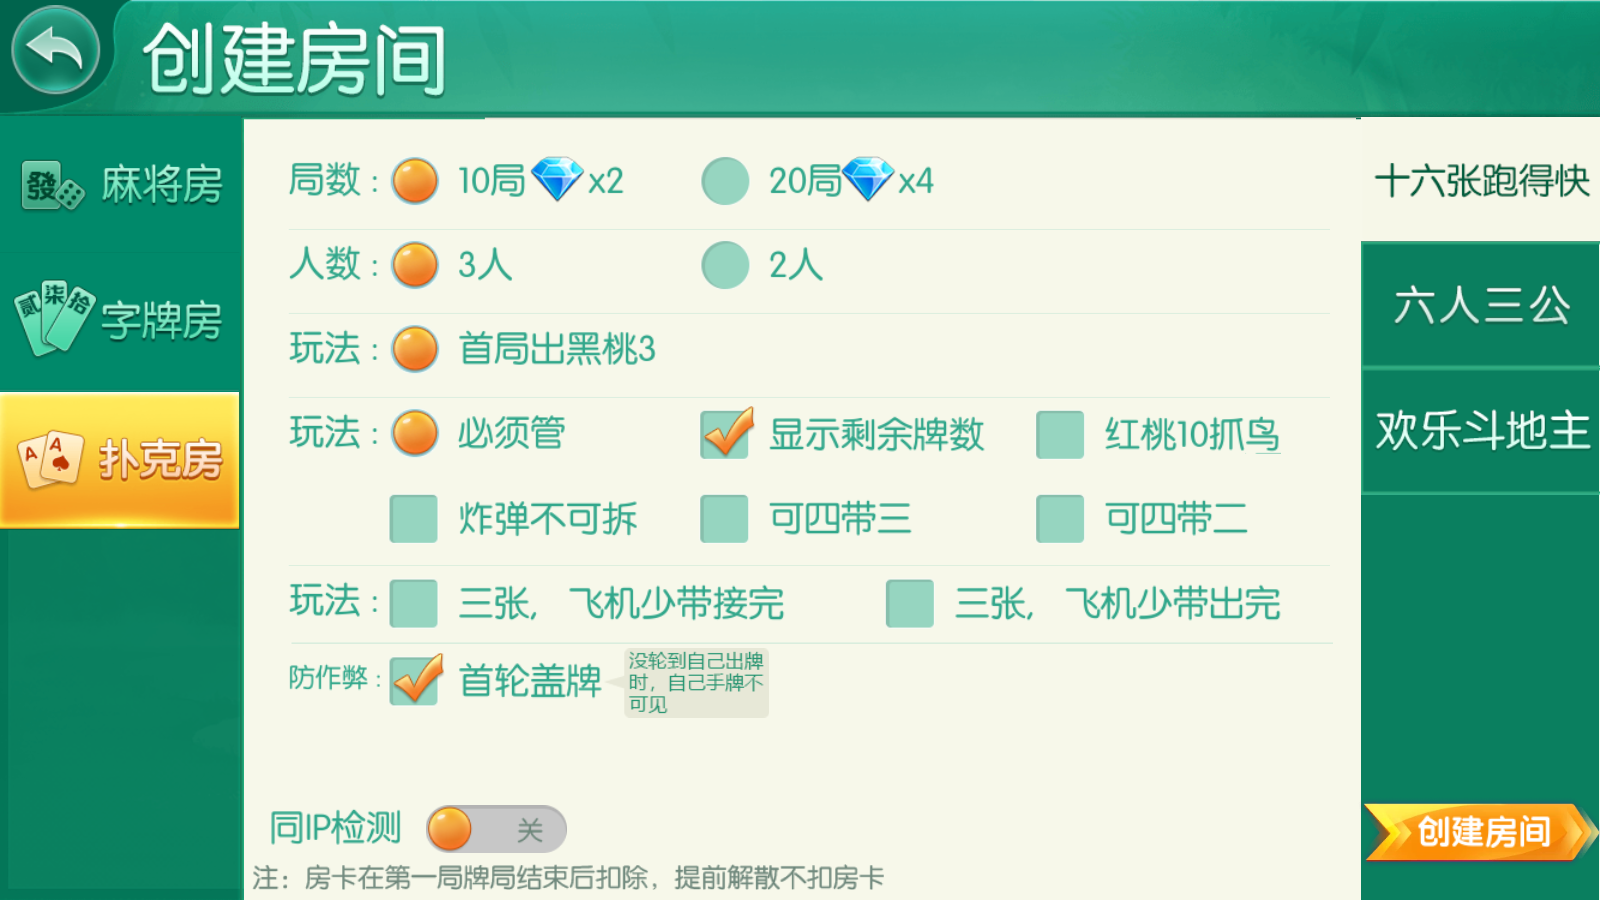 创建房间
發 麻将房
贰 柒 拾 字牌房
A A 扑克房
局数： 10局 x2 20局 x4
人数： 3人 2人
玩法： 首局出黑桃3
玩法： 必须管 显示剩余牌数 红桃10抓鸟
炸弹不可拆 可四带三 可四带二
玩法： 三张，飞机少带接完 三张，飞机少带出完
防作弊： 首轮盖牌
没轮到自己出牌
时，自己手牌不
可见
同IP检测 关
注：房卡在第一局牌局结束后扣除，提前解散不扣房卡
十六张跑得快
六人三公
欢乐斗地主
创建房间